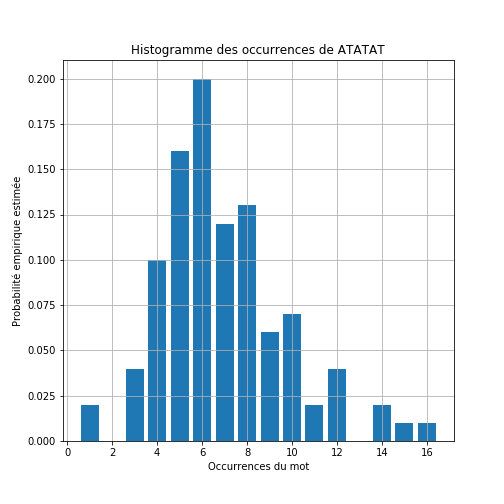 Histogramme des occurrences de ATATAT
Probabilité empirique estimée
0.200
0.175
0.150
0.125
0.100
0.075
0.050
0.025
0.000
0 2 4 6 8 10 12 14 16
Occurrences du mot